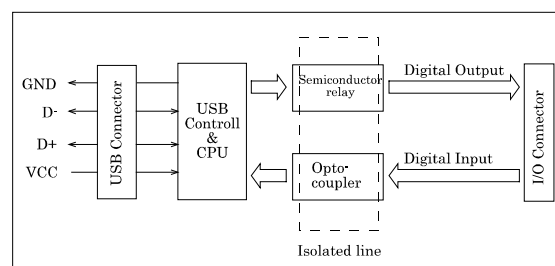 GND
D-
D+
VCC
USB Connector
USB
Controll
&
CPU
Semiconductor
relay
Opto-
coupler
Isolated line
Digital Output
Digital Input
I/O Connector